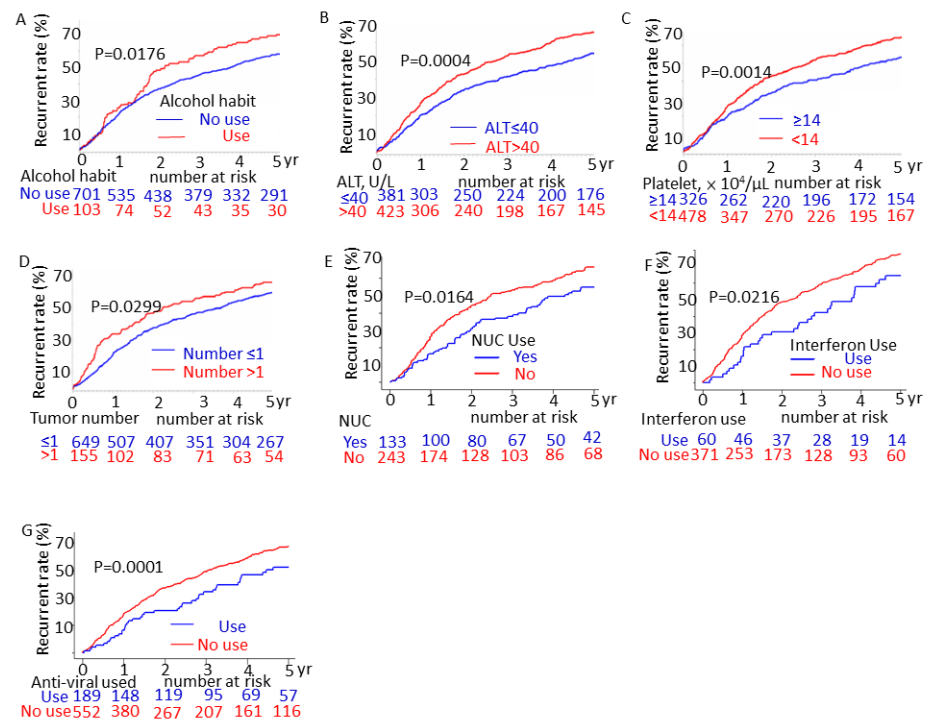 A
Recurrent rate (%)
70
50
30
10
P=0.0176
Alcohol habit
No use
Use
0 1 2 3 4 5 yr
Alcohol habit number at risk
No use 701 535 438 379 332 291
Use 103 74 52 43 35 30
B
Recurrent rate (%)
70
50
30
10
P=0.0004
ALT≤40
ALT>40
0 1 2 3 4 5 yr
ALT, U/L number at risk
≤40 381 303 250 224 200 176
>40 423 306 240 198 167 145
C
Recurrent rate (%)
70
50
30
10
P=0.0014
≥14
<14
0 1 2 3 4 5 yr
Platelet, × 10⁴/μL number at risk
≥14 326 262 220 196 172 154
<14 478 347 270 226 195 167
D
Recurrent rate (%)
70
50
30
10
P=0.0299
Number ≤1
Number >1
0 1 2 3 4 5 yr
Tumor number number at risk
≤1 649 507 407 351 304 267
>1 155 102 83 71 63 54
E
Recurrent rate (%)
70
50
30
10
P=0.0164
NUC Use
Yes
No
0 1 2 3 4 5 yr
NUC number at risk
Yes 133 100 80 67 50 42
No 243 174 128 103 86 68
F
Recurrent rate (%)
70
50
30
10
P=0.0216
Interferon Use
Use
No use
0 1 2 3 4 5 yr
Interferon use number at risk
Use 60 46 37 28 19 14
No use 371 253 173 128 93 60
G
Recurrent rate (%)
70
50
30
10
P=0.0001
Use
No use
0 1 2 3 4 5 yr
Anti-viral used number at risk
Use 189 148 119 95 69 57
No use 552 380 267 207 161 116